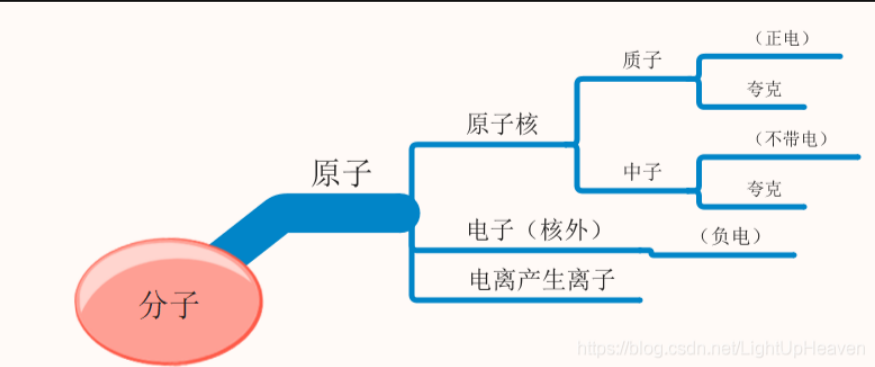 分子
原子
原子核
质子
（正电）
夸克
中子
（不带电）
夸克
电子（核外）
（负电）
电离产生离子
https://blog.csdn.net/LightUpHeaven